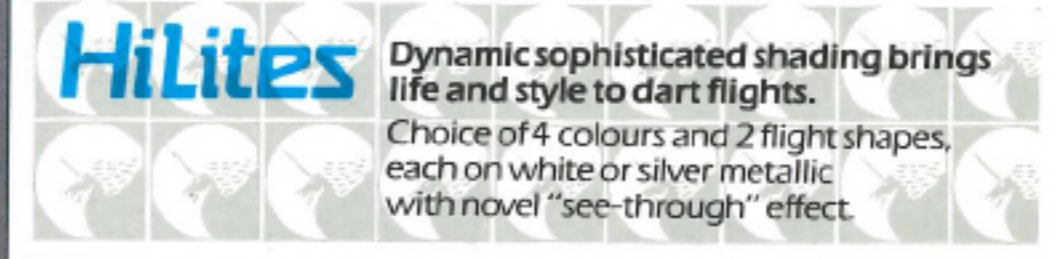 HiLites
Dynamic sophisticated shading brings
life and style to dart flights.
Choice of 4 colours and 2 flight shapes,
each on white or silver metallic
with novel "see-through" effect.